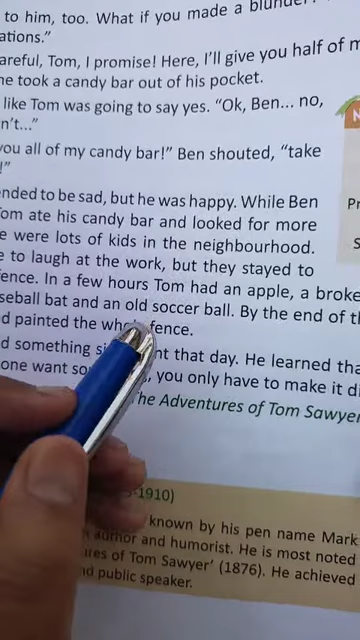 to him, too. What if you made a blunder?
ations."
areful, Tom, I promise! Here, I'll give you half of m
he took a candy bar out of his pocket.
like Tom was going to say yes. "Ok, Ben... no,
n't..."
you all of my candy bar!" Ben shouted, "take
!"
nded to be sad, but he was happy. While Ben
Tom ate his candy bar and looked for more
e were lots of kids in the neighbourhood.
e to laugh at the work, but they stayed to
fence. In a few hours Tom had an apple, a broke
seball bat and an old soccer ball. By the end of th
d painted the whole fence.
d something nt that day. He learned tha
one want so , you only have to make it di
The Adventures of Tom Sawyer
-1910)
known by his pen name Mark
author and humorist. He is most noted
ures of Tom Sawyer' (1876). He achieved
nd public speaker.
N
Pr
S